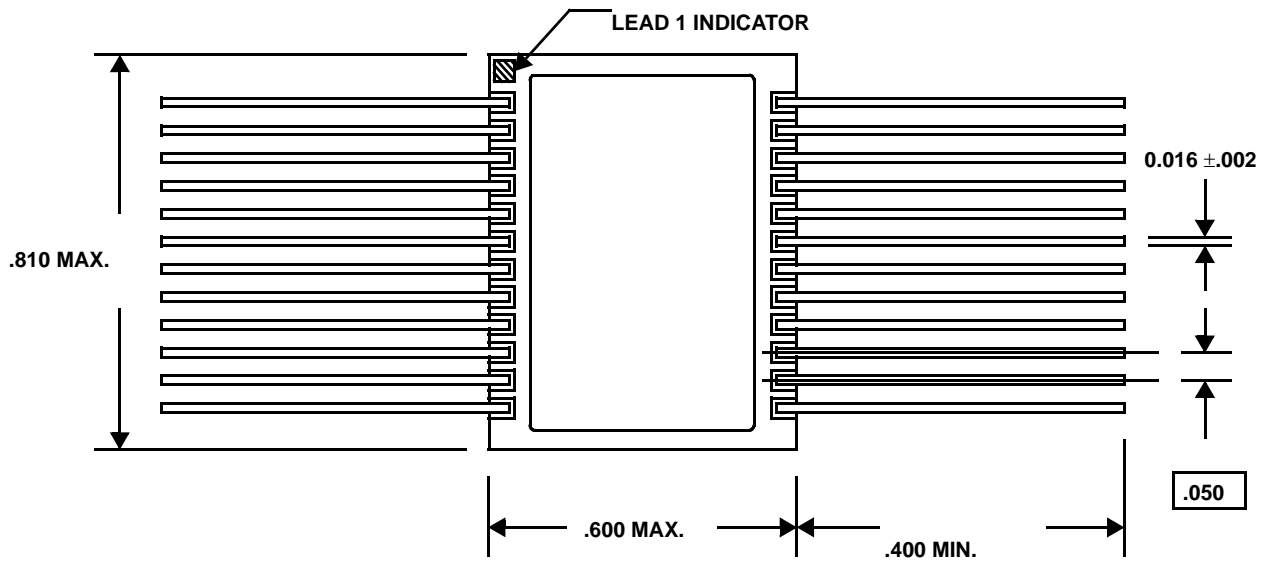 LEAD 1 INDICATOR
0.016 ±.002
.810 MAX.
.050
.600 MAX.
.400 MIN.